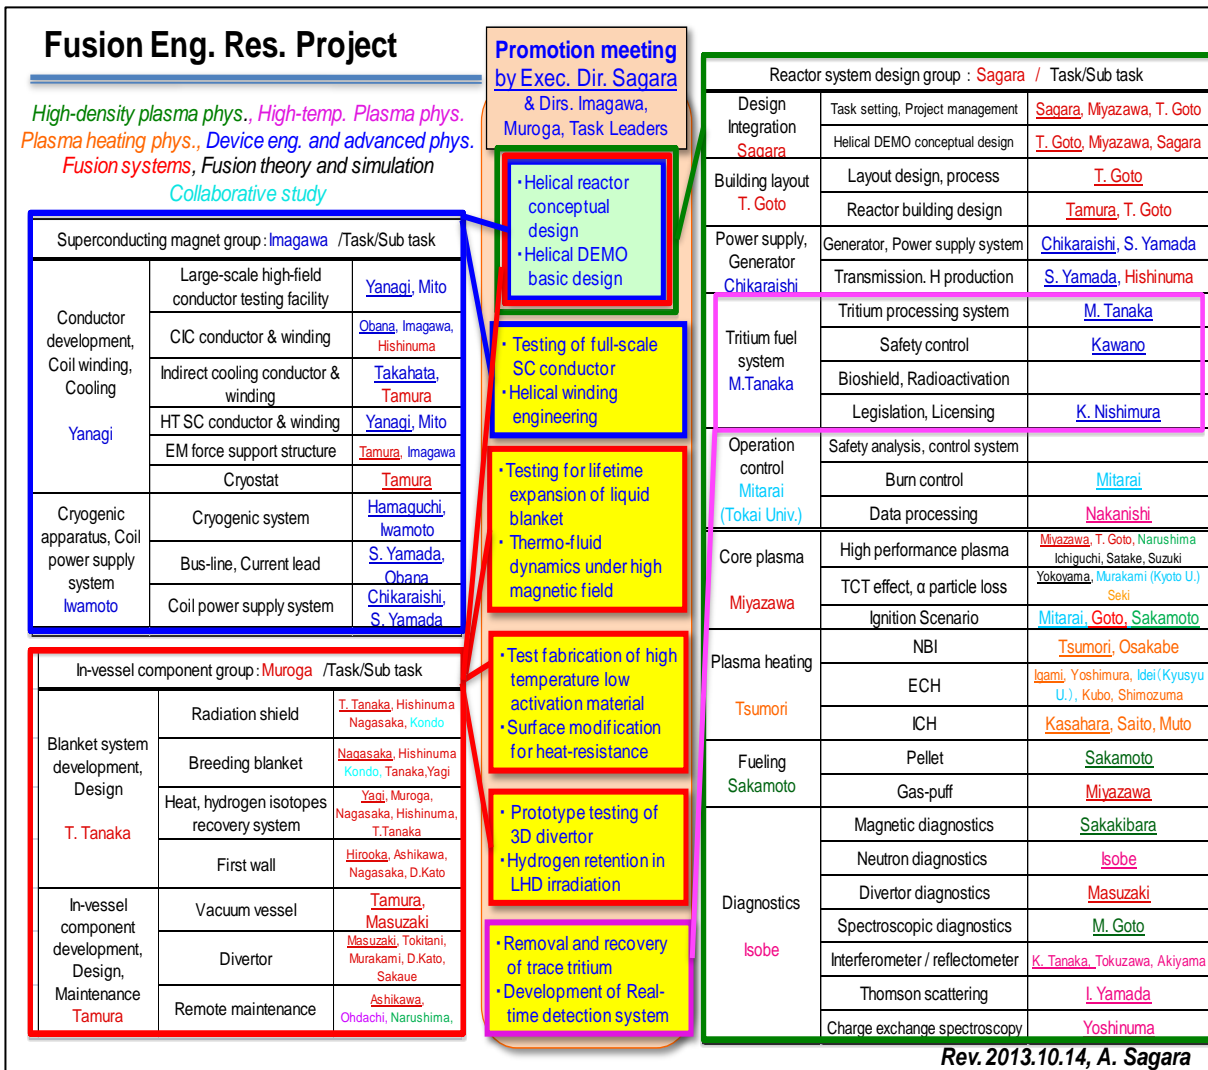 Fusion Eng. Res. Project
High-density plasma phys., High-temp. Plasma phys.
Plasma heating phys., Device eng. and advanced phys.
Fusion systems, Fusion theory and simulation
Collaborative study
Superconducting magnet group : Imagawa /Task/Sub task
Conductor development, Coil winding, Cooling
Yanagi
Large-scale high-field conductor testing facility
Yanagi, Mito
CIC conductor & winding
Obana, Imagawa, Hishinuma
Indirect cooling conductor & winding
Takahata, Tamura
HT SC conductor & winding
Yanagi, Mito
EM force support structure
Tamura, Imagawa
Cryostat
Tamura
Cryogenic apparatus, Coil power supply system
Iwamoto
Cryogenic system
Hamaguchi, Iwamoto
Bus-line, Current lead
S. Yamada, Obana
Coil power supply system
Chikaraishi, S. Yamada
In-vessel component group : Muroga /Task/Sub task
Blanket system development, Design
T. Tanaka
Radiation shield
T. Tanaka, Hishinuma Nagasaka, Kondo
Breeding blanket
Nagasaka, Hishinuma Kondo, Tanaka,Yagi
Heat, hydrogen isotopes recovery system
Yagi, Muroga, Nagasaka, Hishinuma, T.Tanaka
First wall
Hirooka, Ashikawa, Nagasaka, D.Kato
In-vessel component development, Design, Maintenance
Tamura
Vacuum vessel
Tamura, Masuzaki
Divertor
Masuzaki, Tokitani, Murakami, D.Kato, Sakaue
Remote maintenance
Ashikawa, Ohdachi, Narushima,
Promotion meeting
by Exec. Dir. Sagara
& Dirs. Imagawa,
Muroga, Task Leaders
・Helical reactor
conceptual
design
・Helical DEMO
basic design
・Testing of full-scale
SC conductor
・Helical winding
engineering
・Testing for lifetime
expansion of liquid
blanket
・Thermo-fluid
dynamics under high
magnetic field
・Test fabrication of high
temperature low
activation material
・Surface modification
for heat-resistance
・Prototype testing of
3D divertor
・Hydrogen retention in
LHD irradiation
・Removal and recovery
of trace tritium
・Development of Real-
time detection system
Reactor system design group : Sagara / Task/Sub task
Design Integration
Sagara
Task setting, Project management
Sagara, Miyazawa, T. Goto
Helical DEMO conceptual design
T. Goto, Miyazawa, Sagara
Building layout
T. Goto
Layout design, process
T. Goto
Reactor building design
Tamura, T. Goto
Power supply, Generator
Chikaraishi
Generator, Power supply system
Chikaraishi, S. Yamada
Transmission. H production
S. Yamada, Hishinuma
Tritium fuel system
M.Tanaka
Tritium processing system
M. Tanaka
Safety control
Kawano
Bioshield, Radioactivation
Legislation, Licensing
K. Nishimura
Operation control
Mitarai
(Tokai Univ.)
Safety analysis, control system
Burn control
Mitarai
Data processing
Nakanishi
Core plasma
Miyazawa
High performance plasma
Miyazawa, T. Goto, Narushima
Ichiguchi, Satake, Suzuki
TCT effect, α particle loss
Yokoyama, Murakami (Kyoto U.)
Seki
Ignition Scenario
Mitarai, Goto, Sakamoto
Plasma heating
Tsumori
NBI
Tsumori, Osakabe
ECH
Igami, Yoshimura, Idei(Kyusyu
U.), Kubo, Shimozuma
ICH
Kasahara, Saito, Muto
Fueling
Sakamoto
Pellet
Sakamoto
Gas-puff
Miyazawa
Diagnostics
Isobe
Magnetic diagnostics
Sakakibara
Neutron diagnostics
Isobe
Divertor diagnostics
Masuzaki
Spectroscopic diagnostics
M. Goto
Interferometer / reflectometer
K. Tanaka, Tokuzawa, Akiyama
Thomson scattering
I. Yamada
Charge exchange spectroscopy
Yoshinuma
Rev. 2013.10.14, A. Sagara